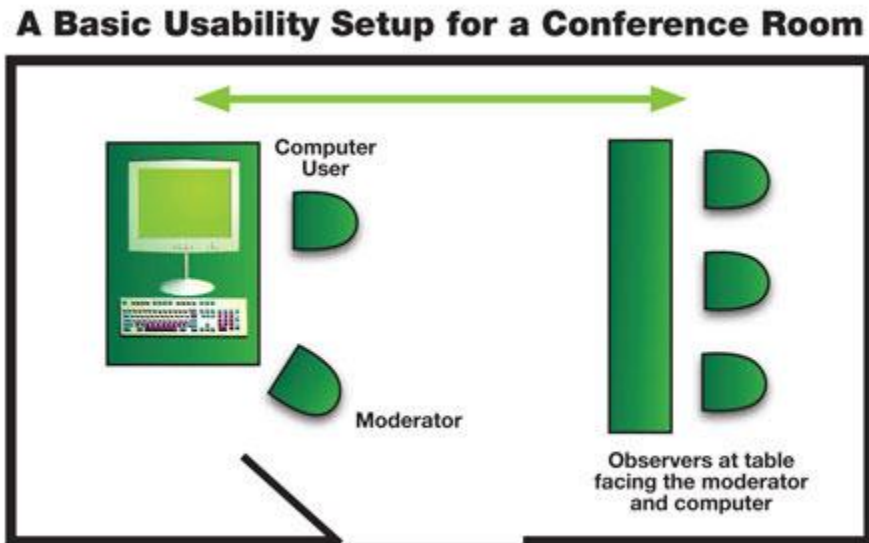 A Basic Usability Setup for a Conference Room
Computer
User
Moderator
Observers at table
facing the moderator
and computer